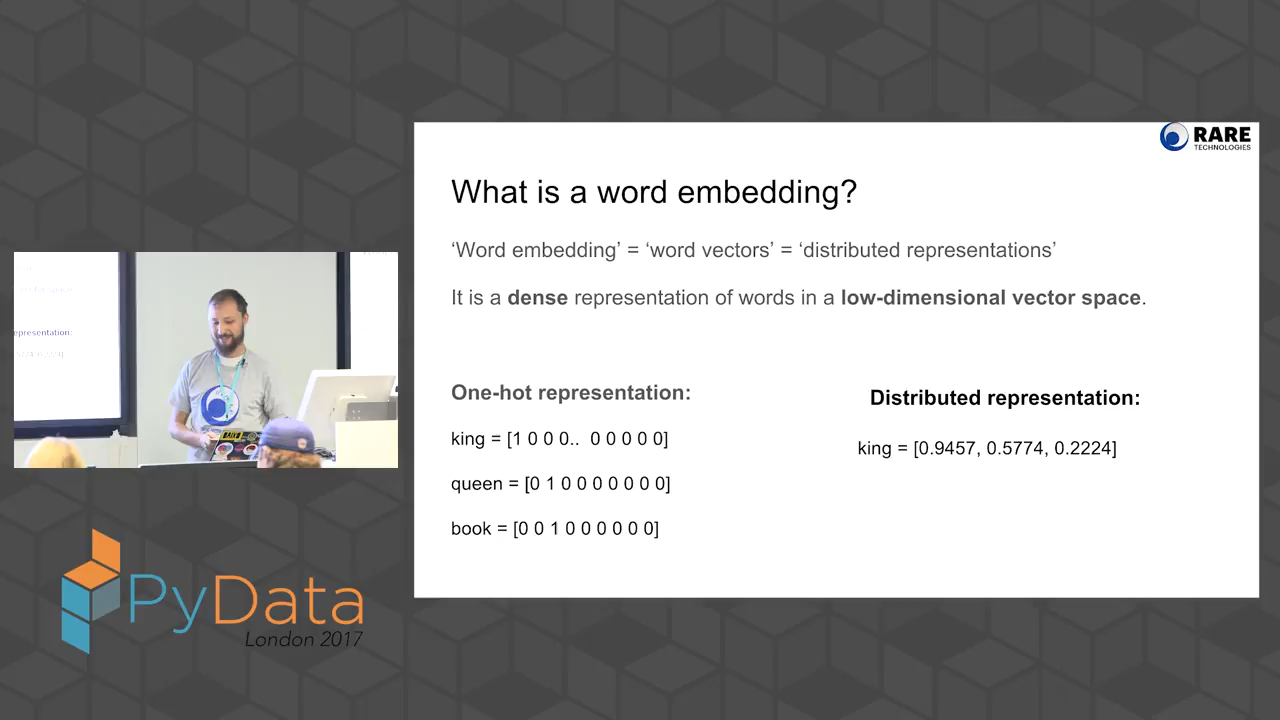 RARE
TECHNOLOGIES
What is a word embedding?
‘Word embedding’ = ‘word vectors’ = ‘distributed representations’
It is a dense representation of words in a low-dimensional vector space.
One-hot representation:
king = [1 0 0 0.. 0 0 0 0 0]
queen = [0 1 0 0 0 0 0 0 0]
book = [0 0 1 0 0 0 0 0 0]
Distributed representation:
king = [0.9457, 0.5774, 0.2224]
epresentation:
PyData
London 2017